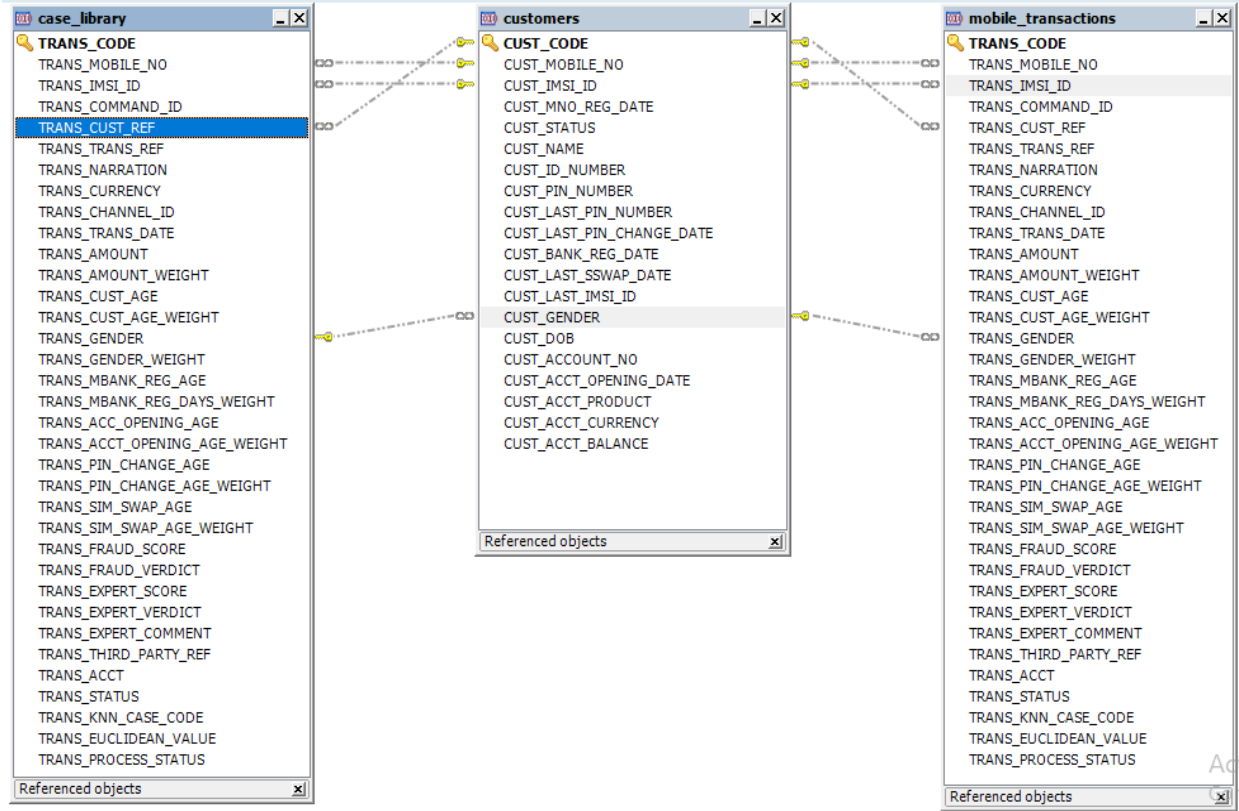 case_library
TRANS_CODE
TRANS_MOBILE_NO
TRANS_IMSI_ID
TRANS_COMMAND_ID
TRANS_CUST_REF
TRANS_TRANS_REF
TRANS_NARRATION
TRANS_CURRENCY
TRANS_CHANNEL_ID
TRANS_TRANS_DATE
TRANS_AMOUNT
TRANS_AMOUNT_WEIGHT
TRANS_CUST_AGE
TRANS_CUST_AGE_WEIGHT
TRANS_GENDER
TRANS_GENDER_WEIGHT
TRANS_MBANK_REG_AGE
TRANS_MBANK_REG_DAYS_WEIGHT
TRANS_ACC_OPENING_AGE
TRANS_ACCT_OPENING_AGE_WEIGHT
TRANS_PIN_CHANGE_AGE
TRANS_PIN_CHANGE_AGE_WEIGHT
TRANS_SIM_SWAP_AGE
TRANS_SIM_SWAP_AGE_WEIGHT
TRANS_FRAUD_SCORE
TRANS_FRAUD_VERDICT
TRANS_EXPERT_SCORE
TRANS_EXPERT_VERDICT
TRANS_EXPERT_COMMENT
TRANS_THIRD_PARTY_REF
TRANS_ACCT
TRANS_STATUS
TRANS_KNN_CASE_CODE
TRANS_EUCLIDEAN_VALUE
TRANS_PROCESS_STATUS
Referenced objects
customers
CUST_CODE
CUST_MOBILE_NO
CUST_IMSI_ID
CUST_MNO_REG_DATE
CUST_STATUS
CUST_NAME
CUST_ID_NUMBER
CUST_PIN_NUMBER
CUST_LAST_PIN_NUMBER
CUST_LAST_PIN_CHANGE_DATE
CUST_BANK_REG_DATE
CUST_LAST_SSWAP_DATE
CUST_LAST_IMSI_ID
CUST_GENDER
CUST_DOB
CUST_ACCOUNT_NO
CUST_ACCT_OPENING_DATE
CUST_ACCT_PRODUCT
CUST_ACCT_CURRENCY
CUST_ACCT_BALANCE
Referenced objects
mobile_transactions
TRANS_CODE
TRANS_MOBILE_NO
TRANS_IMSI_ID
TRANS_COMMAND_ID
TRANS_CUST_REF
TRANS_TRANS_REF
TRANS_NARRATION
TRANS_CURRENCY
TRANS_CHANNEL_ID
TRANS_TRANS_DATE
TRANS_AMOUNT
TRANS_AMOUNT_WEIGHT
TRANS_CUST_AGE
TRANS_CUST_AGE_WEIGHT
TRANS_GENDER
TRANS_GENDER_WEIGHT
TRANS_MBANK_REG_AGE
TRANS_MBANK_REG_DAYS_WEIGHT
TRANS_ACC_OPENING_AGE
TRANS_ACCT_OPENING_AGE_WEIGHT
TRANS_PIN_CHANGE_AGE
TRANS_PIN_CHANGE_AGE_WEIGHT
TRANS_SIM_SWAP_AGE
TRANS_SIM_SWAP_AGE_WEIGHT
TRANS_FRAUD_SCORE
TRANS_FRAUD_VERDICT
TRANS_EXPERT_SCORE
TRANS_EXPERT_VERDICT
TRANS_EXPERT_COMMENT
TRANS_THIRD_PARTY_REF
TRANS_ACCT
TRANS_STATUS
TRANS_KNN_CASE_CODE
TRANS_EUCLIDEAN_VALUE
TRANS_PROCESS_STATUS
Referenced objects